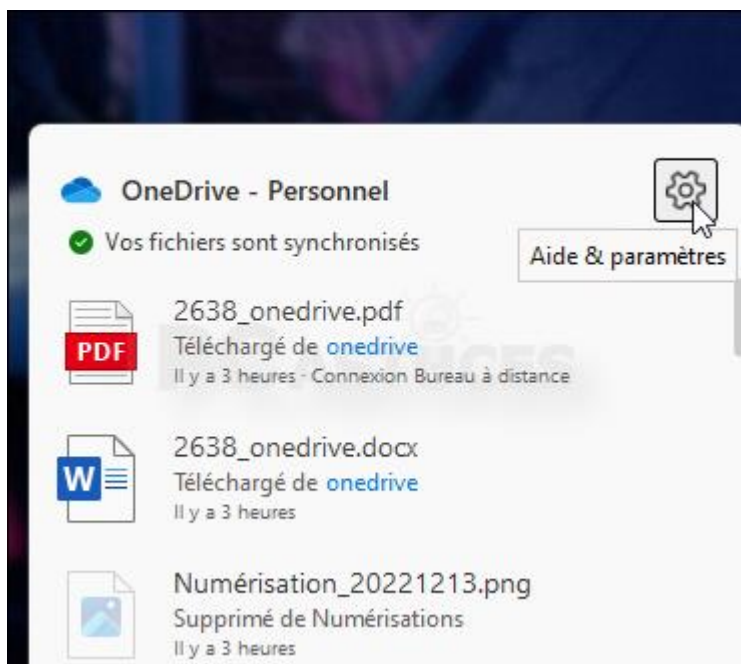 OneDrive - Personnel
Vos fichiers sont synchronisés
Aide & paramètres
2638_onedrive.pdf
PDF
Téléchargé de onedrive
Il y a 3 heures - Connexion Bureau à distance
2638_onedrive.docx
W
Téléchargé de onedrive
Il y a 3 heures
Numérisation_20221213.png
Supprimé de Numérisations
Il y a 3 heures